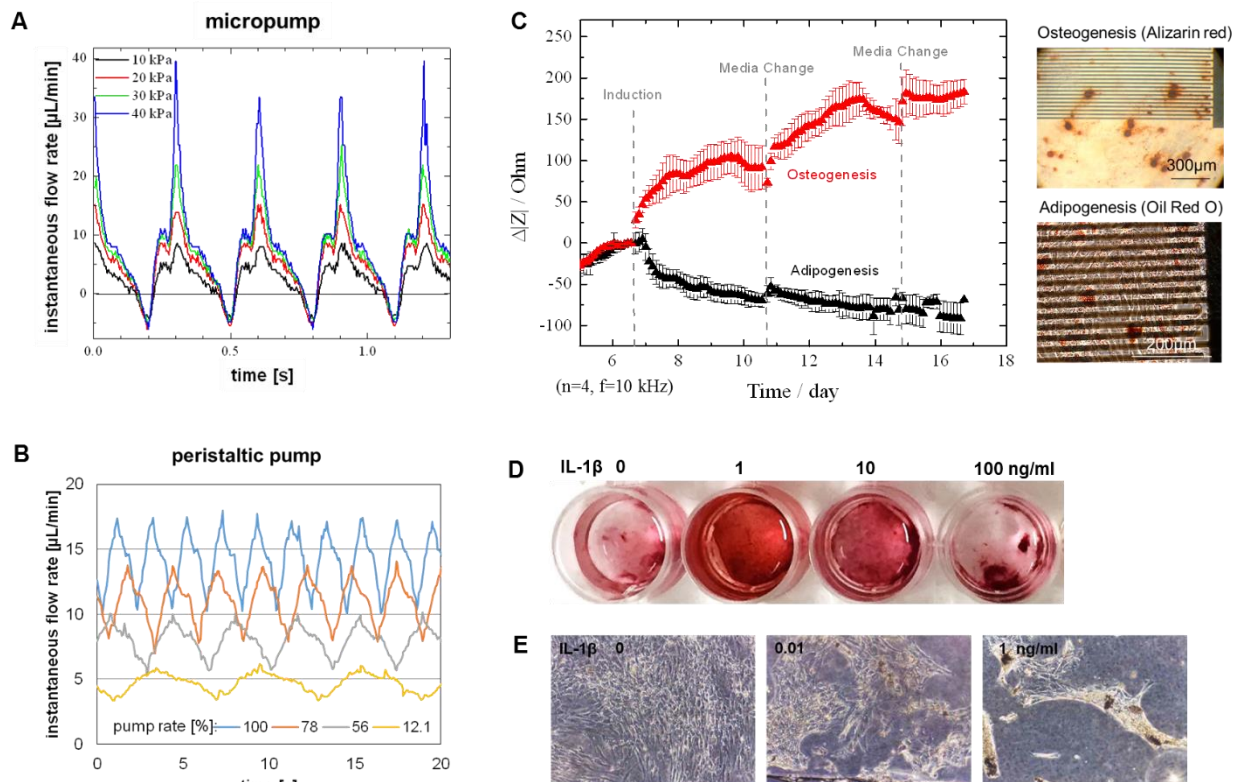 A
micropump
instantaneous flow rate [µL/min]
40
30
20
10
0
10 kPa
20 kPa
30 kPa
40 kPa
0.0
0.5
1.0
time [s]
B
peristaltic pump
instantaneous flow rate [µL/min]
20
15
10
5
0
pump rate [%]: 100 78 56 12.1
0 5 10 15 20
C
Δ|Z| / Ohm
250
200
150
100
50
0
-50
-100
Induction
Media Change
Media Change
Osteogenesis
Adipogenesis
6 8 10 12 14 16 18
(n=4, f=10 kHz)
Time / day
Osteogenesis (Alizarin red)
300µm
Adipogenesis (Oil Red O)
200µm
D
IL-1β 0 1 10 100 ng/ml
E
IL-1β 0
0.01
1 ng/ml